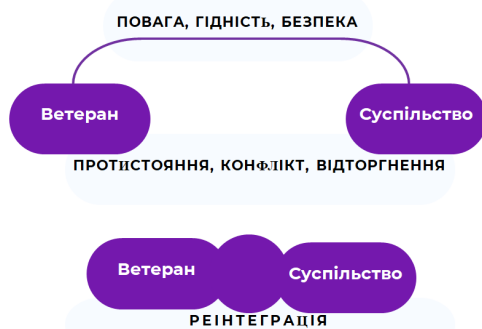 ПОВАГА, ГІДНІСТЬ, БЕЗПЕКА
Ветеран
Суспільство
ПРОТИСТОЯННЯ, КОНФЛІКТ, ВІДТОРГНЕННЯ
Ветеран
Суспільство
РЕІНТЕГРАЦІЯ